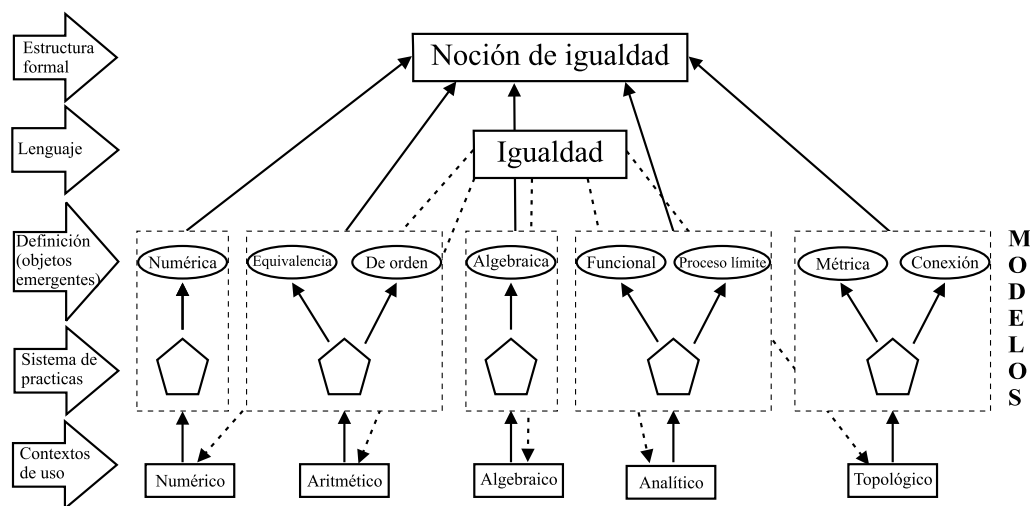 Estructura
formal
Noción de igualdad
Lenguaje
Igualdad
Definición
(objetos
emergentes)
Numérica
Equivalencia
De orden
Algebraica
Funcional
Proceso límite
Métrica
Conexión
MODELOS
Sistema de
practicas
Contextos
de uso
Numérico
Aritmético
Algebraico
Analítico
Topológico